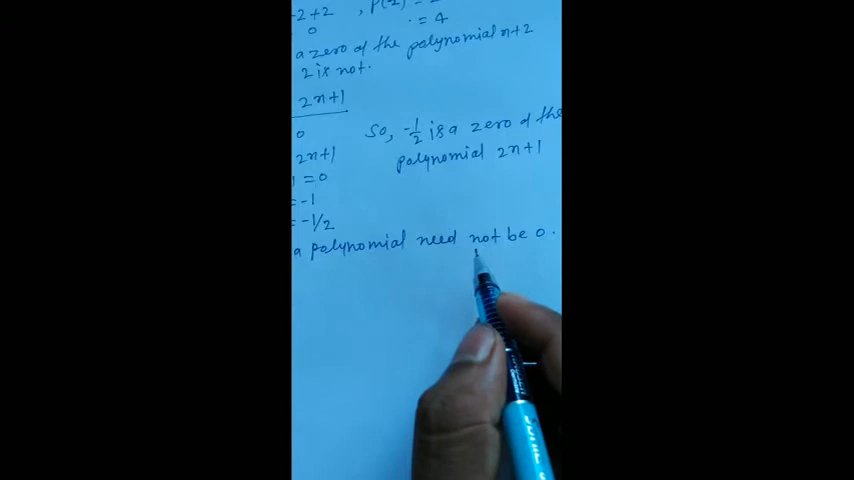 -2+2 , P(2) = 2
0 = 4
a zero of the polynomial x+2
2 is not.
2x+1
0 So, -1/2 is a zero of the
2x+1 polynomial 2x+1
1 = 0
= -1
= -1/2
a polynomial need not be 0.